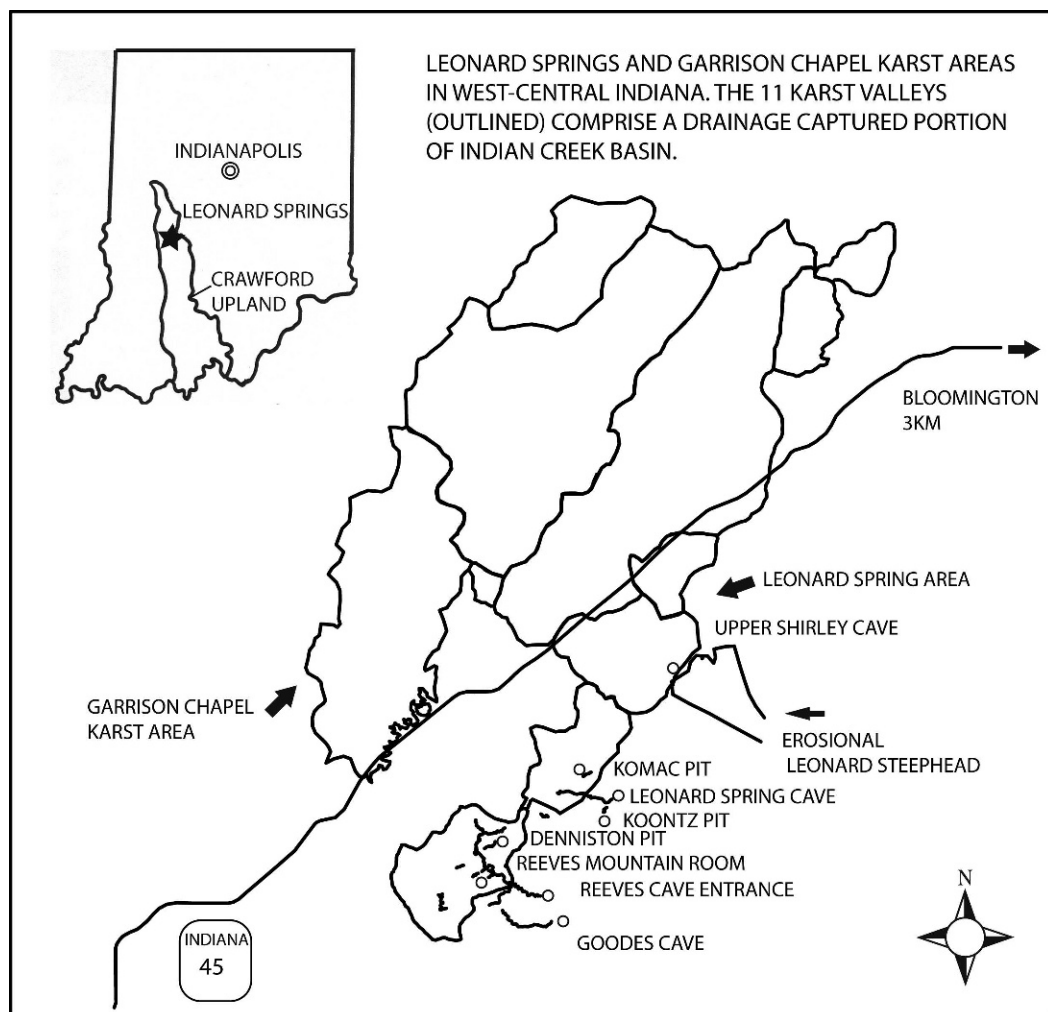 LEONARD SPRINGS AND GARRISON CHAPEL KARST AREAS
IN WEST-CENTRAL INDIANA. THE 11 KARST VALLEYS
(OUTLINED) COMPRISE A DRAINAGE CAPTURED PORTION
OF INDIAN CREEK BASIN.
INDIANAPOLIS
LEONARD SPRINGS
CRAWFORD
UPLAND
BLOOMINGTON
3KM
LEONARD SPRING AREA
UPPER SHIRLEY CAVE
GARRISON CHAPEL
KARST AREA
EROSIONAL
LEONARD STEEPHEAD
KOMAC PIT
LEONARD SPRING CAVE
KOONTZ PIT
DENNISTON PIT
REEVES MOUNTAIN ROOM
REEVES CAVE ENTRANCE
GOODES CAVE
N
INDIANA
45